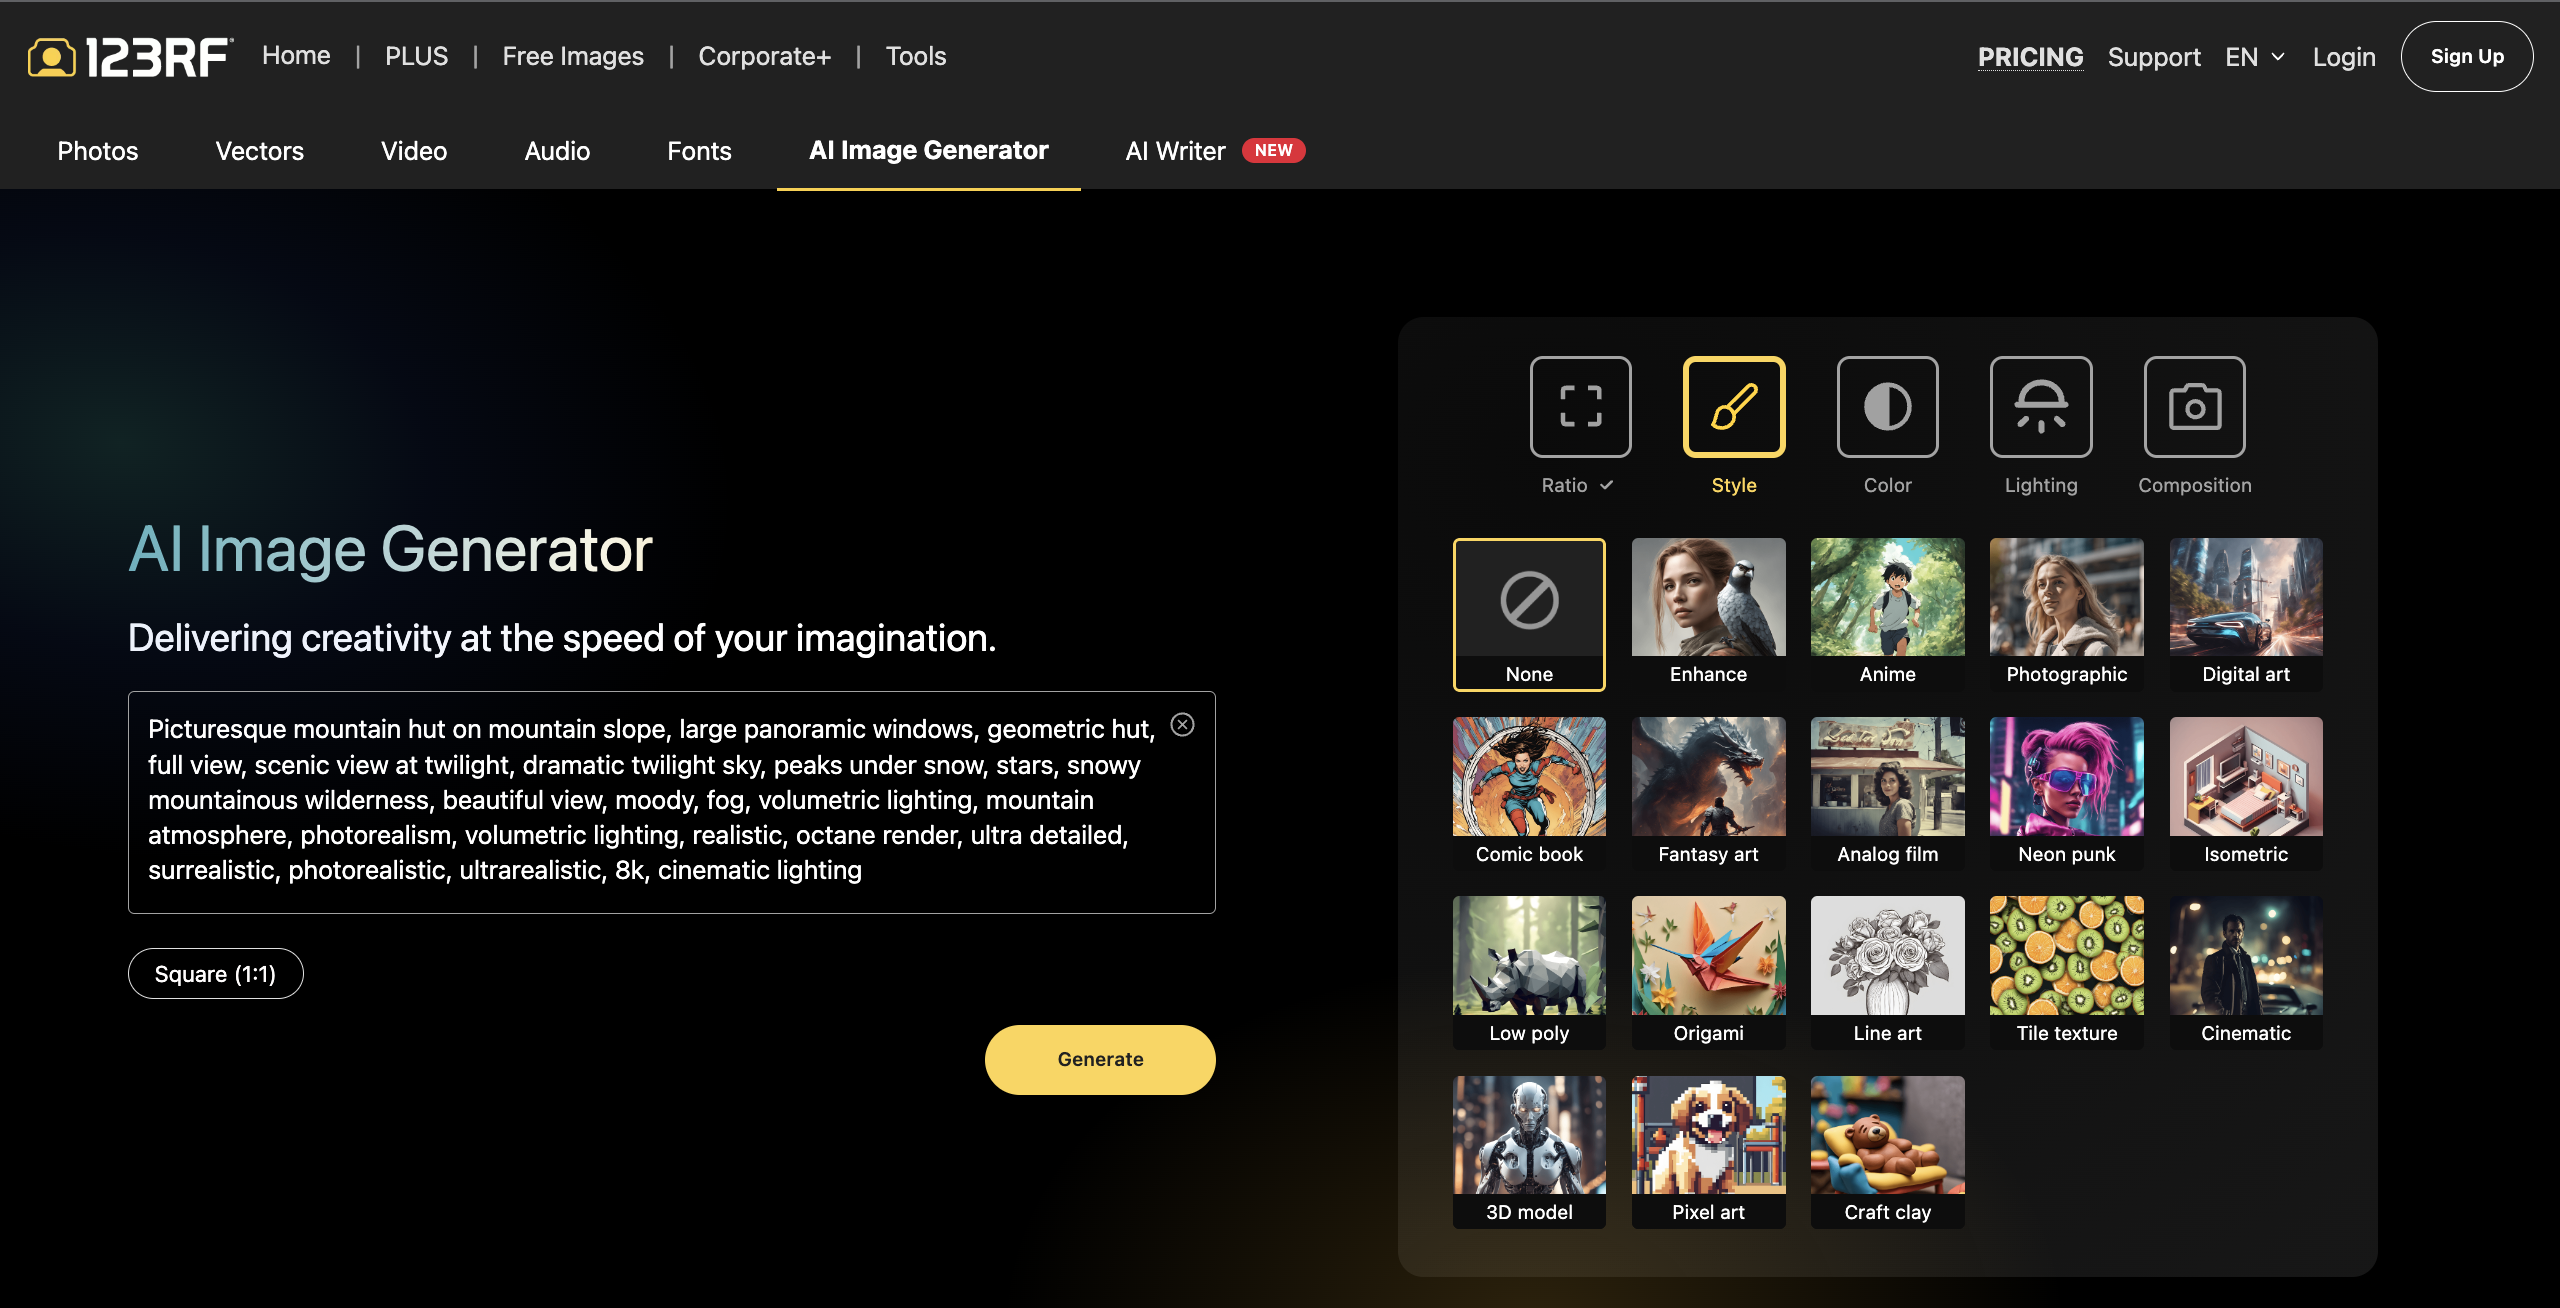 123RF
Home | PLUS | Free Images | Corporate+ | Tools
PRICING Support EN Login Sign Up
Photos Vectors Video Audio Fonts AI Image Generator AI Writer NEW
AI Image Generator
Delivering creativity at the speed of your imagination.
Picturesque mountain hut on mountain slope, large panoramic windows, geometric hut,
full view, scenic view at twilight, dramatic twilight sky, peaks under snow, stars, snowy
mountainous wilderness, beautiful view, moody, fog, volumetric lighting, mountain
atmosphere, photorealism, volumetric lighting, realistic, octane render, ultra detailed,
surrealistic, photorealistic, ultrarealistic, 8k, cinematic lighting
Square (1:1)
Generate
Ratio Style Color Lighting Composition
None Enhance Anime Photographic Digital art
Comic book Fantasy art Analog film Neon punk Isometric
Low poly Origami Line art Tile texture Cinematic
3D model Pixel art Craft clay